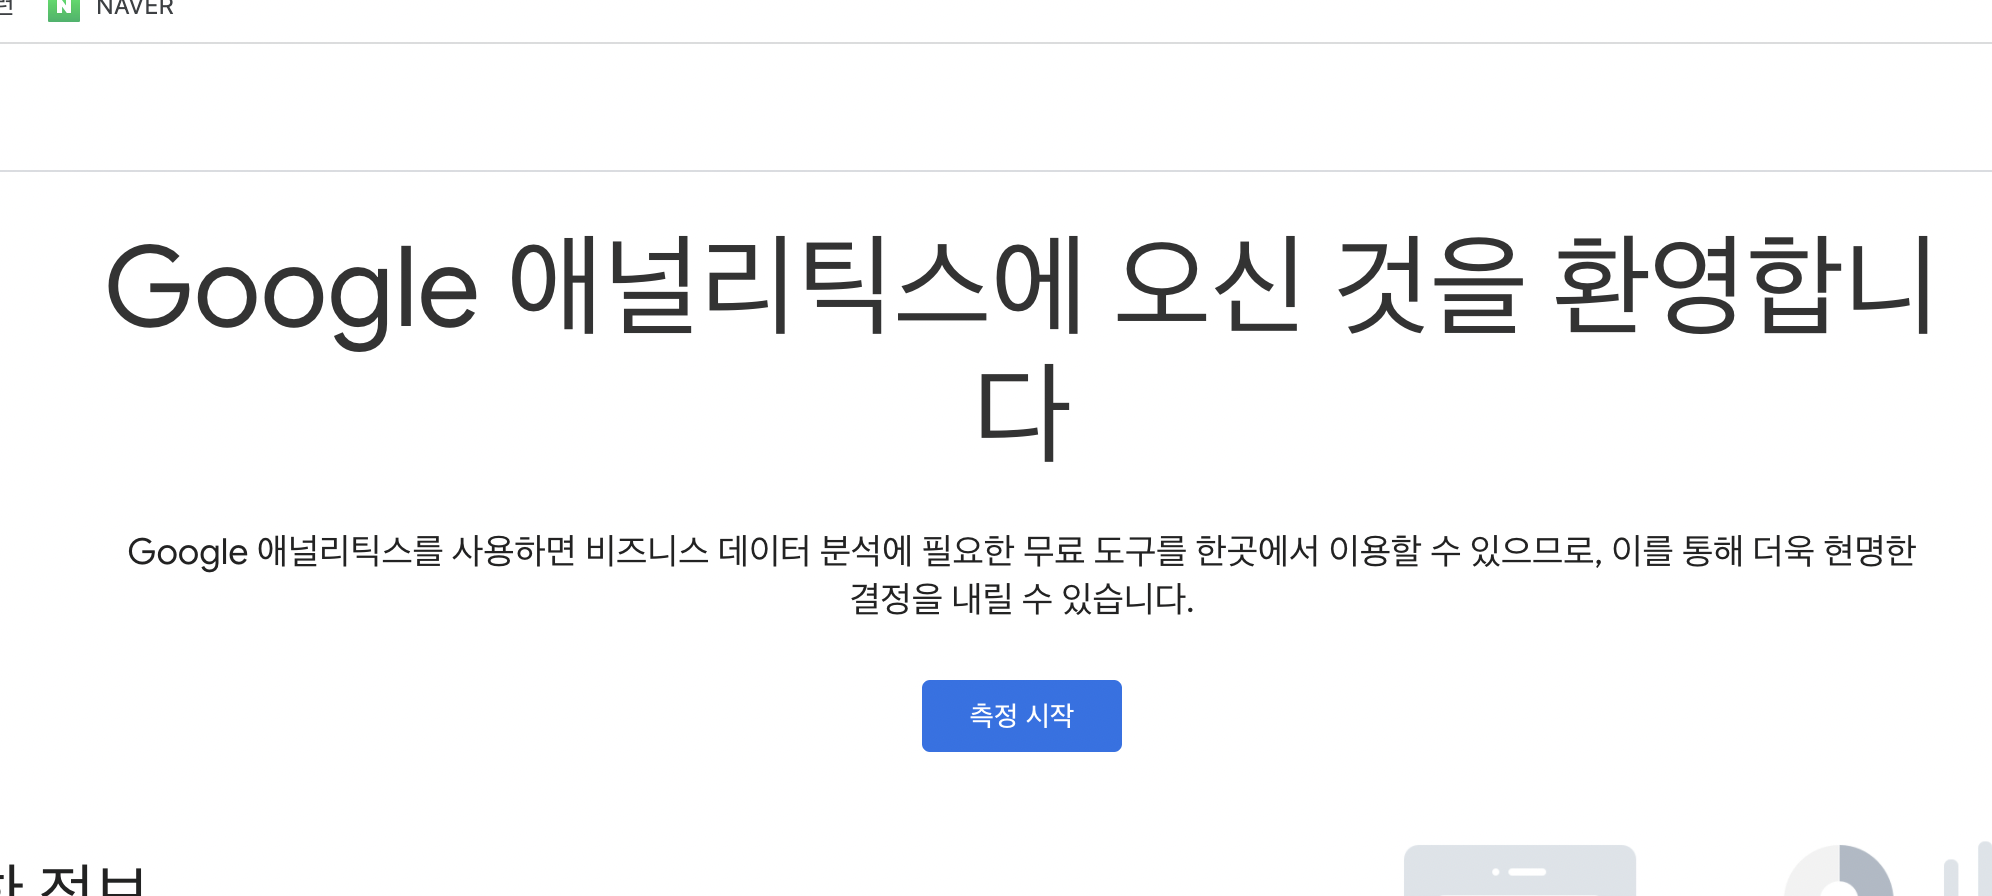 NAVER
Google 애널리틱스에 오신 것을 환영합니
다
Google 애널리틱스를 사용하면 비즈니스 데이터 분석에 필요한 무료 도구를 한곳에서 이용할 수 있으므로, 이를 통해 더욱 현명한
결정을 내릴 수 있습니다.
측정 시작
정보